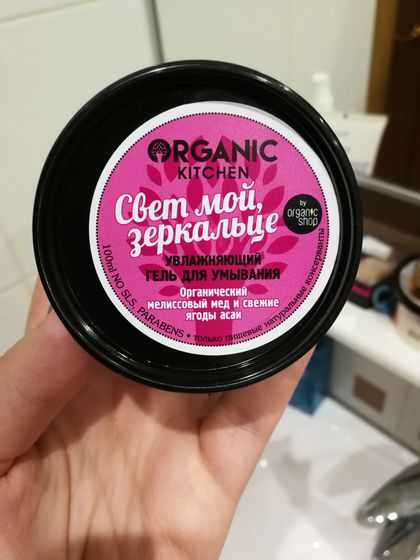 ORGANIC
KITCHEN
Свет мой,
зеркальце
by
organic
shop
УВЛАЖНЯЮЩИЙ
ГЕЛЬ ДЛЯ УМЫВАНИЯ
Органический
мелиссовый мед и свежие
ягоды асаи
100ml NO SLS, PARABENS • только пищевые натуральные консерванты